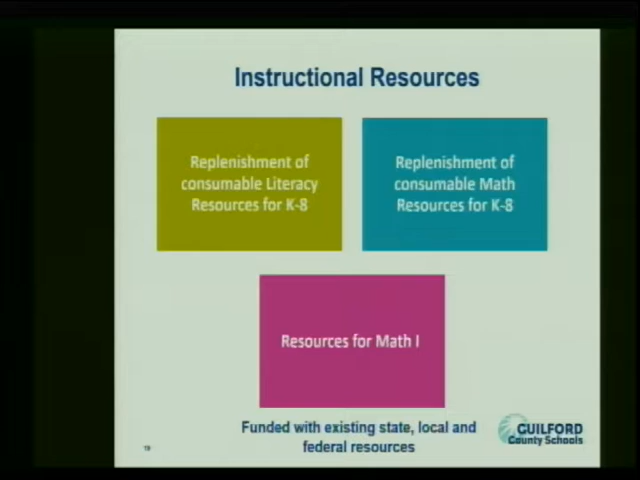 Instructional Resources
Replenishment of
consumable Literacy
Resources for K-8
Replenishment of
consumable Math
Resources for K-8
Resources for Math I
Funded with existing state, local and
federal resources
GUILFORD
County Schools